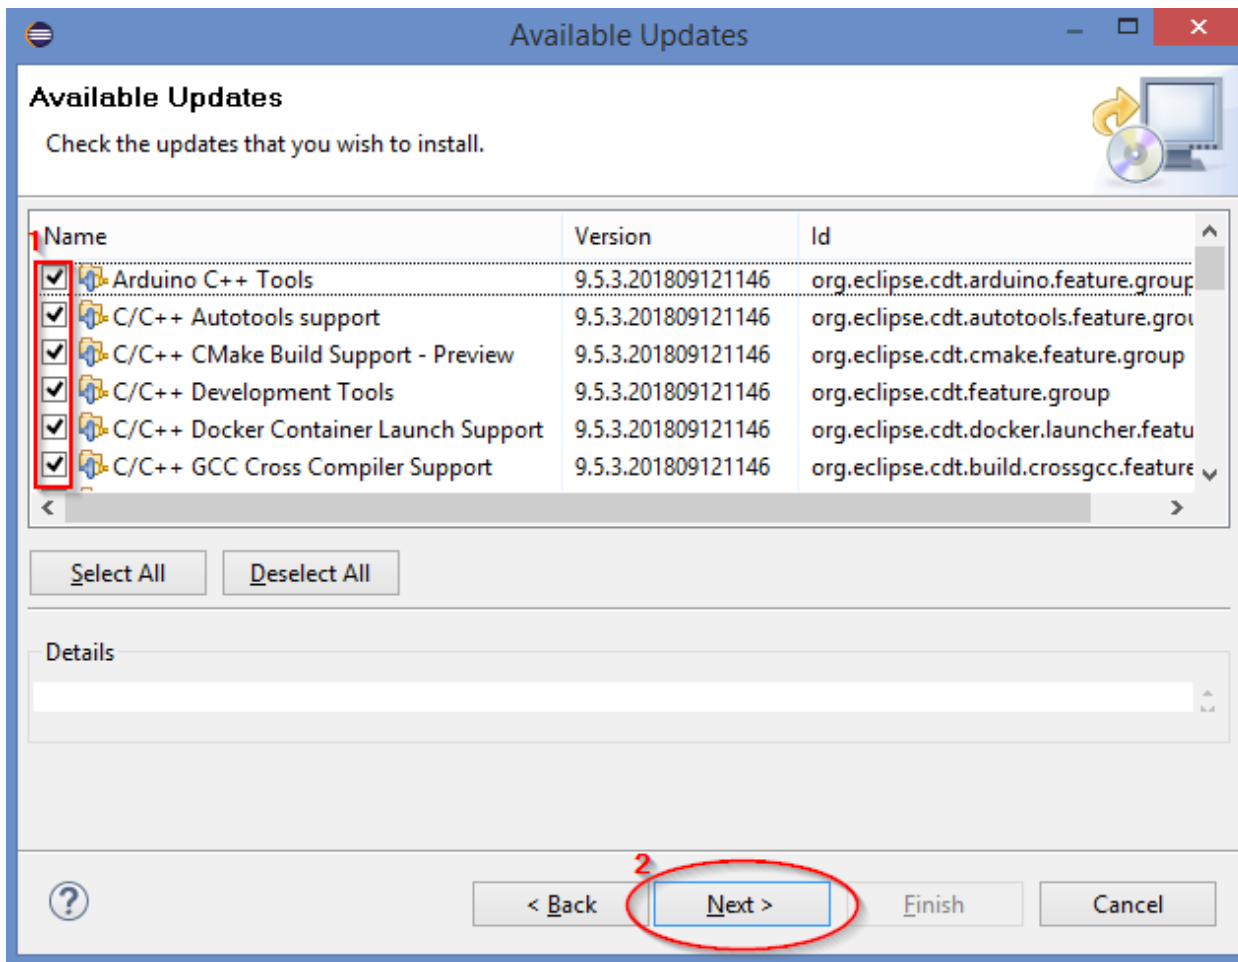 Available Updates
Available Updates
Check the updates that you wish to install.
1
Name Version Id
Arduino C++ Tools 9.5.3.201809121146 org.eclipse.cdt.arduino.feature.group
C/C++ Autotools support 9.5.3.201809121146 org.eclipse.cdt.autotools.feature.grou
C/C++ CMake Build Support - Preview 9.5.3.201809121146 org.eclipse.cdt.cmake.feature.group
C/C++ Development Tools 9.5.3.201809121146 org.eclipse.cdt.feature.group
C/C++ Docker Container Launch Support 9.5.3.201809121146 org.eclipse.cdt.docker.launcher.featu
C/C++ GCC Cross Compiler Support 9.5.3.201809121146 org.eclipse.cdt.build.crossgcc.feature
Select All Deselect All
Details
2
< Back Next > Finish Cancel